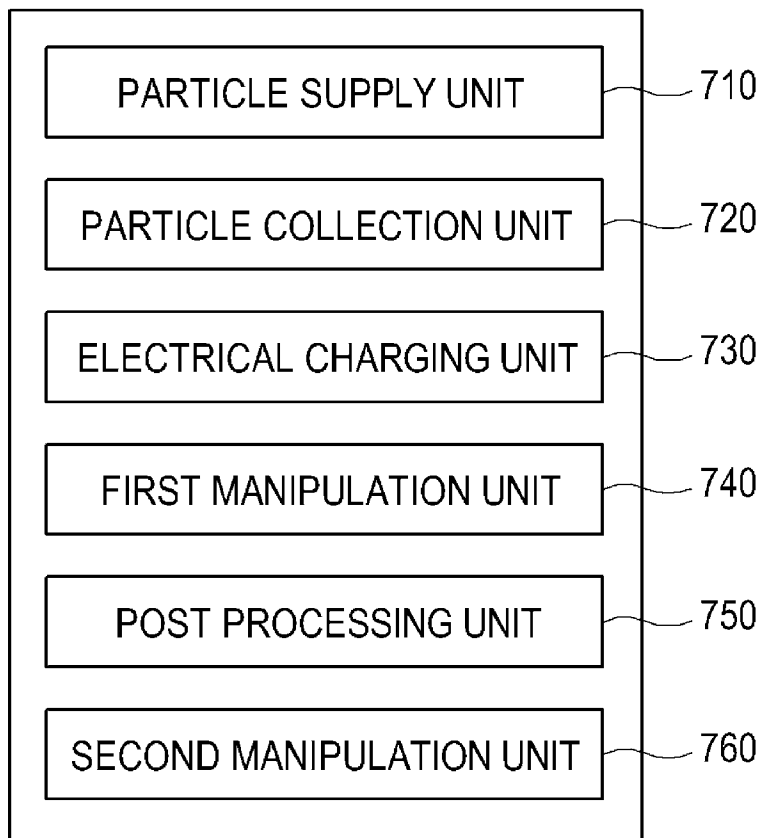 PARTICLE SUPPLY UNIT 710
PARTICLE COLLECTION UNIT 720
ELECTRICAL CHARGING UNIT 730
FIRST MANIPULATION UNIT 740
POST PROCESSING UNIT 750
SECOND MANIPULATION UNIT 760